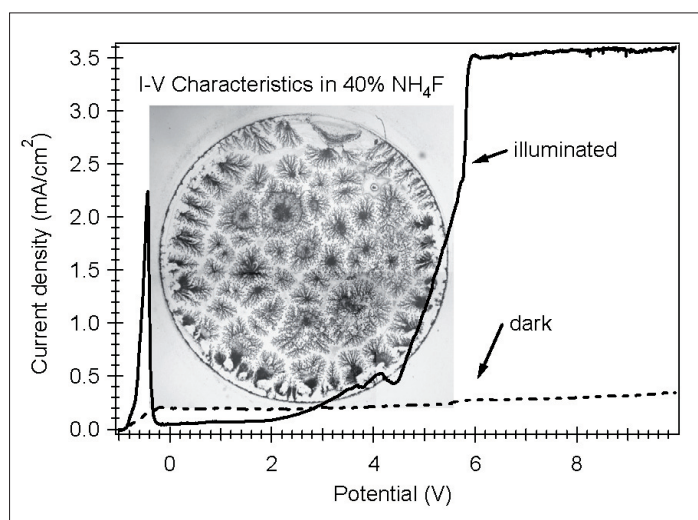 I-V Characteristics in 40% NH₄F
3.5
3.0
2.5
2.0
1.5
1.0
0.5
0.0
Current density (mA/cm²)
illuminated
dark
0 2 4 6 8
Potential (V)